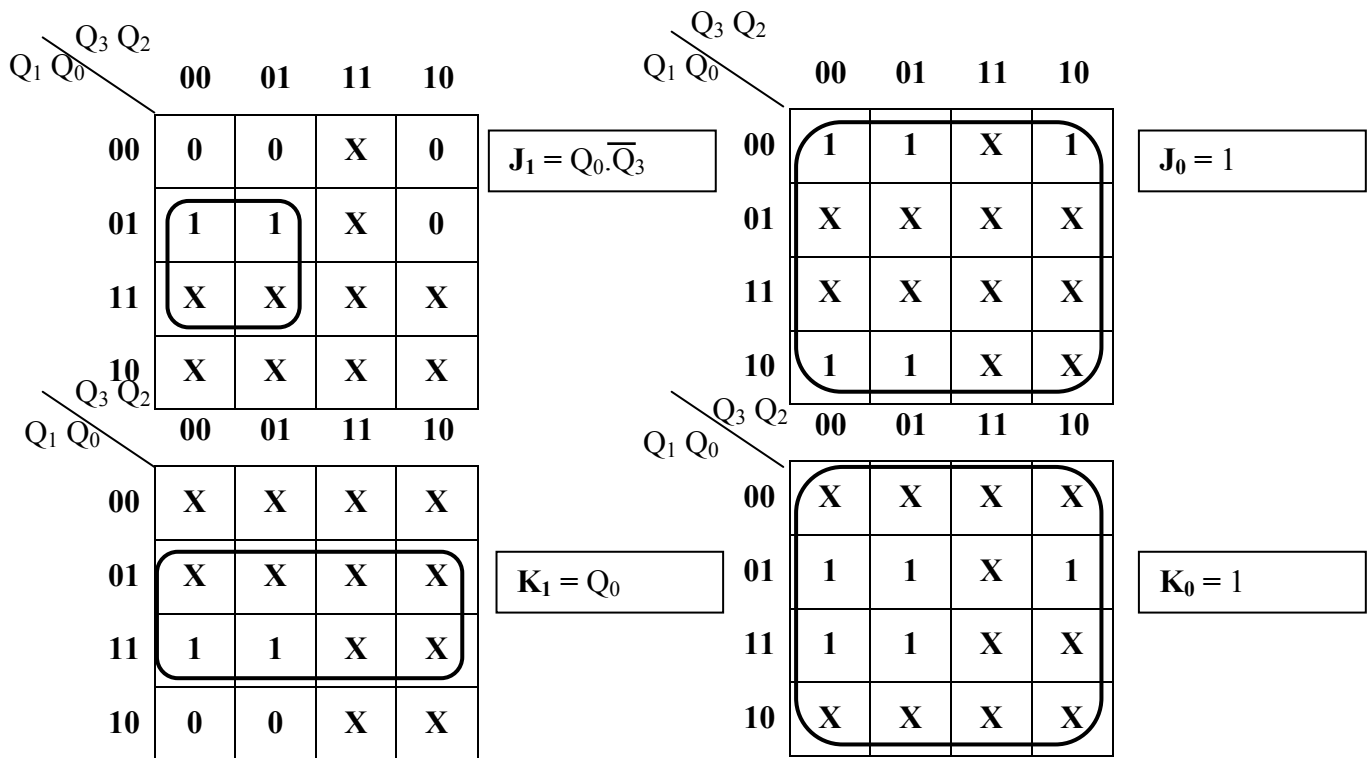 Q₃ Q₂
Q₁ Q₀
00 01 11 10
00 0 0 X 0
01 1 1 X 0
11 X X X X
10 X X X X
J₁ = Q₀.Q̅₃
Q₃ Q₂
Q₁ Q₀
00 01 11 10
00 1 1 X 1
01 X X X X
11 X X X X
10 1 1 X X
J₀ = 1
Q₃ Q₂
Q₁ Q₀
00 01 11 10
00 X X X X
01 X X X X
11 1 1 X X
10 0 0 X X
K₁ = Q₀
Q₃ Q₂
Q₁ Q₀
00 01 11 10
00 X X X X
01 1 1 X 1
11 1 1 X X
10 X X X X
K₀ = 1